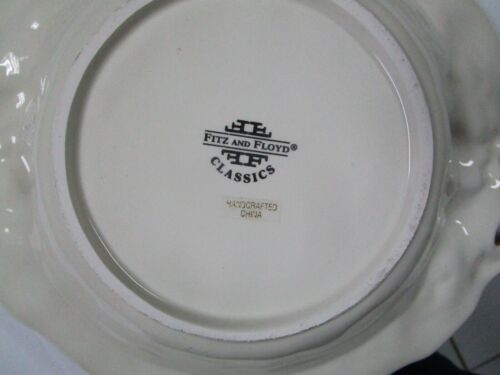 FITZ AND FLOYD®
CLASSICS
HANDCRAFTED
CHINA